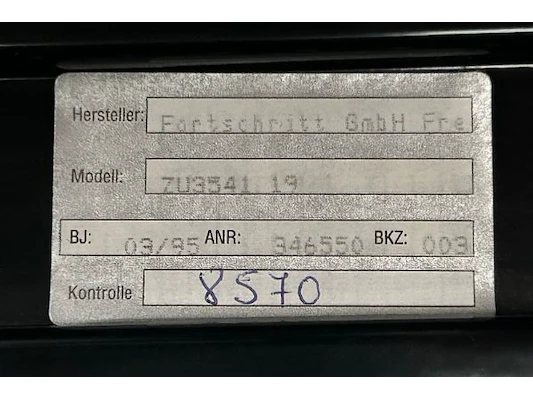 Hersteller: Fortschritt GmbH Fre
Modell: 7U3541 19
BJ: 03/95 ANR: 346550 BKZ: 003
Kontrolle 8570